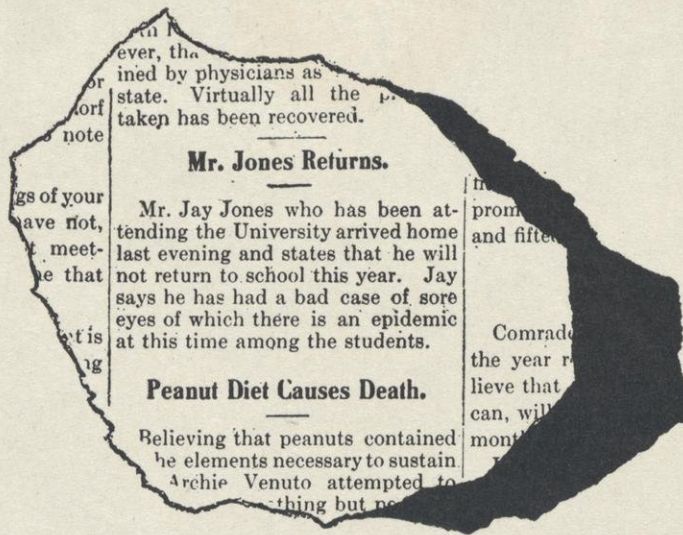 ever,
ined by physicians as
state. Virtually all the
taken has been recovered.
note
Mr. Jones Returns.
gs of your
ave not,
meet-
that
Mr. Jay Jones who has been at-
tending the University arrived home
last evening and states that he will
not return to school this year. Jay
says he has had a bad case of sore
eyes of which there is an epidemic
at this time among the students.
Peanut Diet Causes Death.
Believing that peanuts contained
he elements necessary to sustain
Archie Venuto attempted to
thing but
prom
and fifte
Comrade
the year
lieve that
can, will
month